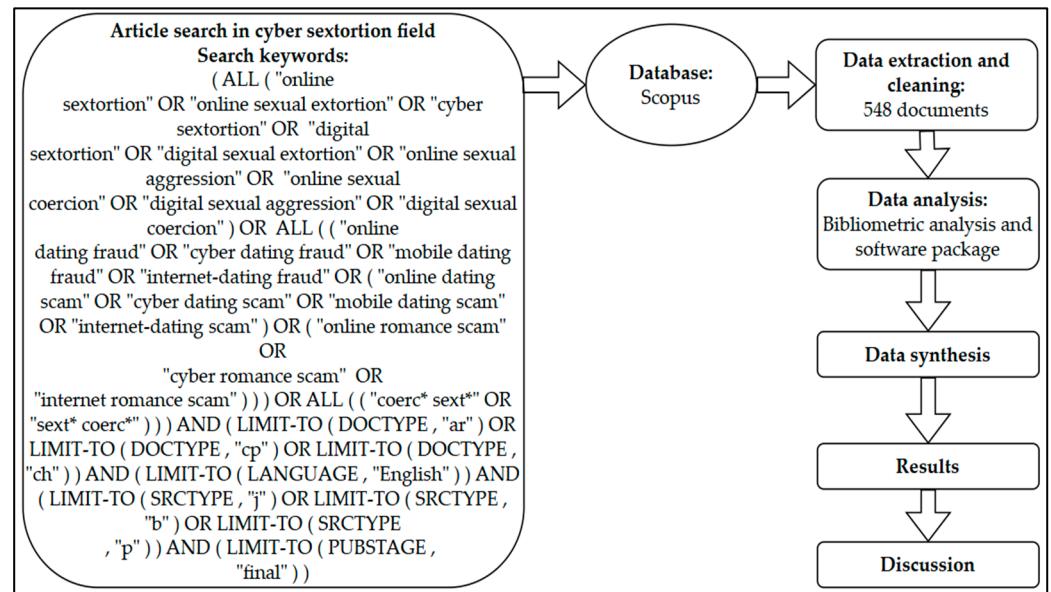 Article search in cyber sextortion field
Search keywords:
( ALL ( "online
sextortion" OR "online sexual extortion" OR "cyber
sextortion" OR "digital
sextortion" OR "digital sexual extortion" OR "online sexual
aggression" OR "online sexual
coercion" OR "digital sexual aggression" OR "digital sexual
coercion" ) OR ALL ( ( "online
dating fraud" OR "cyber dating fraud" OR "mobile dating
fraud" OR "internet-dating fraud" OR ( "online dating
scam" OR "cyber dating scam" OR "mobile dating scam"
OR "internet-dating scam" ) OR ( "online romance scam"
OR
"cyber romance scam" OR
"internet romance scam" ) ) ) OR ALL ( ( "coerc* sext*" OR
"sext* coerc*" ) ) ) AND ( LIMIT-TO ( DOCTYPE , "ar" ) OR
LIMIT-TO ( DOCTYPE , "cp" ) OR LIMIT-TO ( DOCTYPE ,
"ch" ) ) AND ( LIMIT-TO ( LANGUAGE , "English" ) ) AND
( LIMIT-TO ( SRCTYPE , "j" ) OR LIMIT-TO ( SRCTYPE ,
"b" ) OR LIMIT-TO ( SRCTYPE
, "p" ) ) AND ( LIMIT-TO ( PUBSTAGE ,
"final" ) )
Database:
Scopus
Data extraction and
cleaning:
548 documents
Data analysis:
Bibliometric analysis and
software package
Data synthesis
Results
Discussion